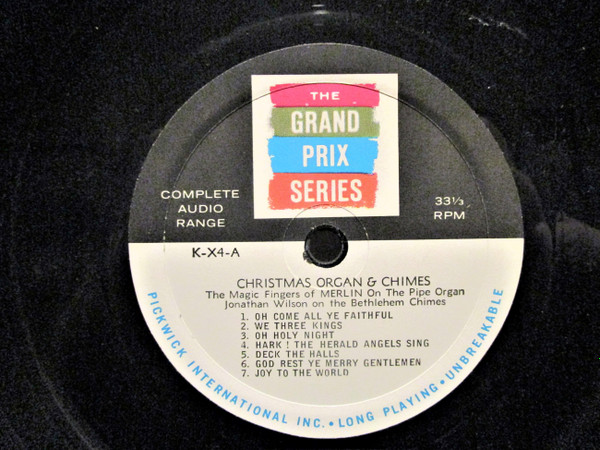 THE
GRAND
PRIX
SERIES
COMPLETE
AUDIO
RANGE
33⅓
RPM
K-X4-A
CHRISTMAS ORGAN & CHIMES
The Magic Fingers of MERLIN On The Pipe Organ
Jonathan Wilson on the Bethlehem Chimes
1. OH COME ALL YE FAITHFUL
2. WE THREE KINGS
3. OH HOLY NIGHT
4. HARK ! THE HERALD ANGELS SING
5. DECK THE HALLS
6. GOD REST YE MERRY GENTLEMEN
7. JOY TO THE WORLD
PICKWICK INTERNATIONAL INC. • LONG PLAYING • UNBREAKABLE